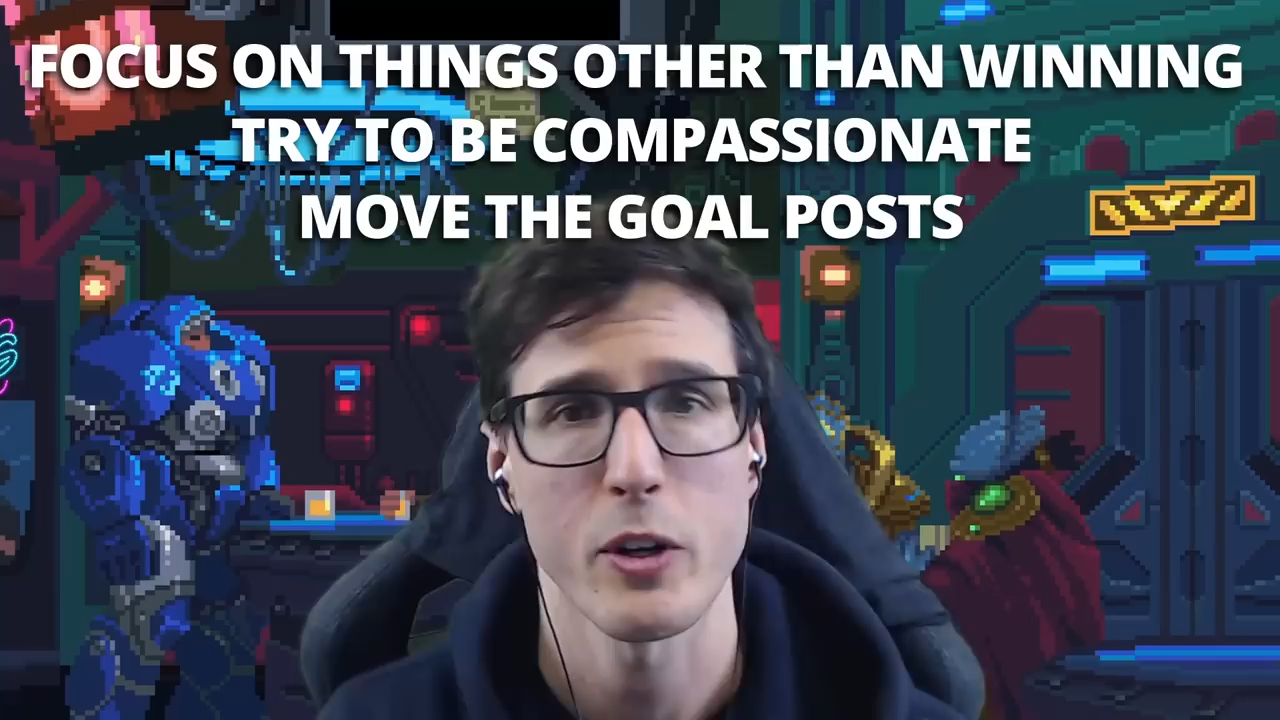 FOCUS ON THINGS OTHER THAN WINNING
TRY TO BE COMPASSIONATE
MOVE THE GOAL POSTS